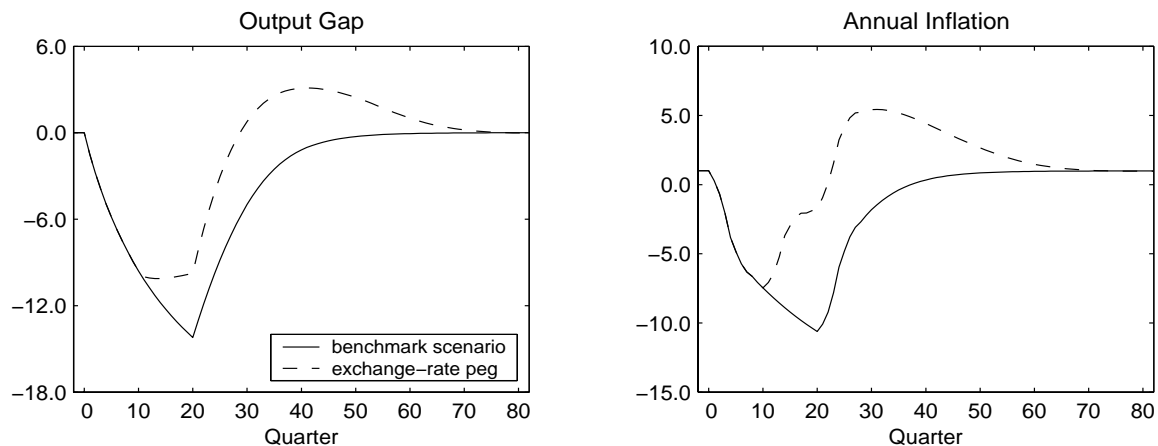 Output Gap
6.0
0.0
−6.0
−12.0
−18.0
0 10 20 30 40 50 60 70 80
Quarter
benchmark scenario
exchange−rate peg
Annual Inflation
10.0
5.0
0.0
−5.0
−10.0
−15.0
0 10 20 30 40 50 60 70 80
Quarter